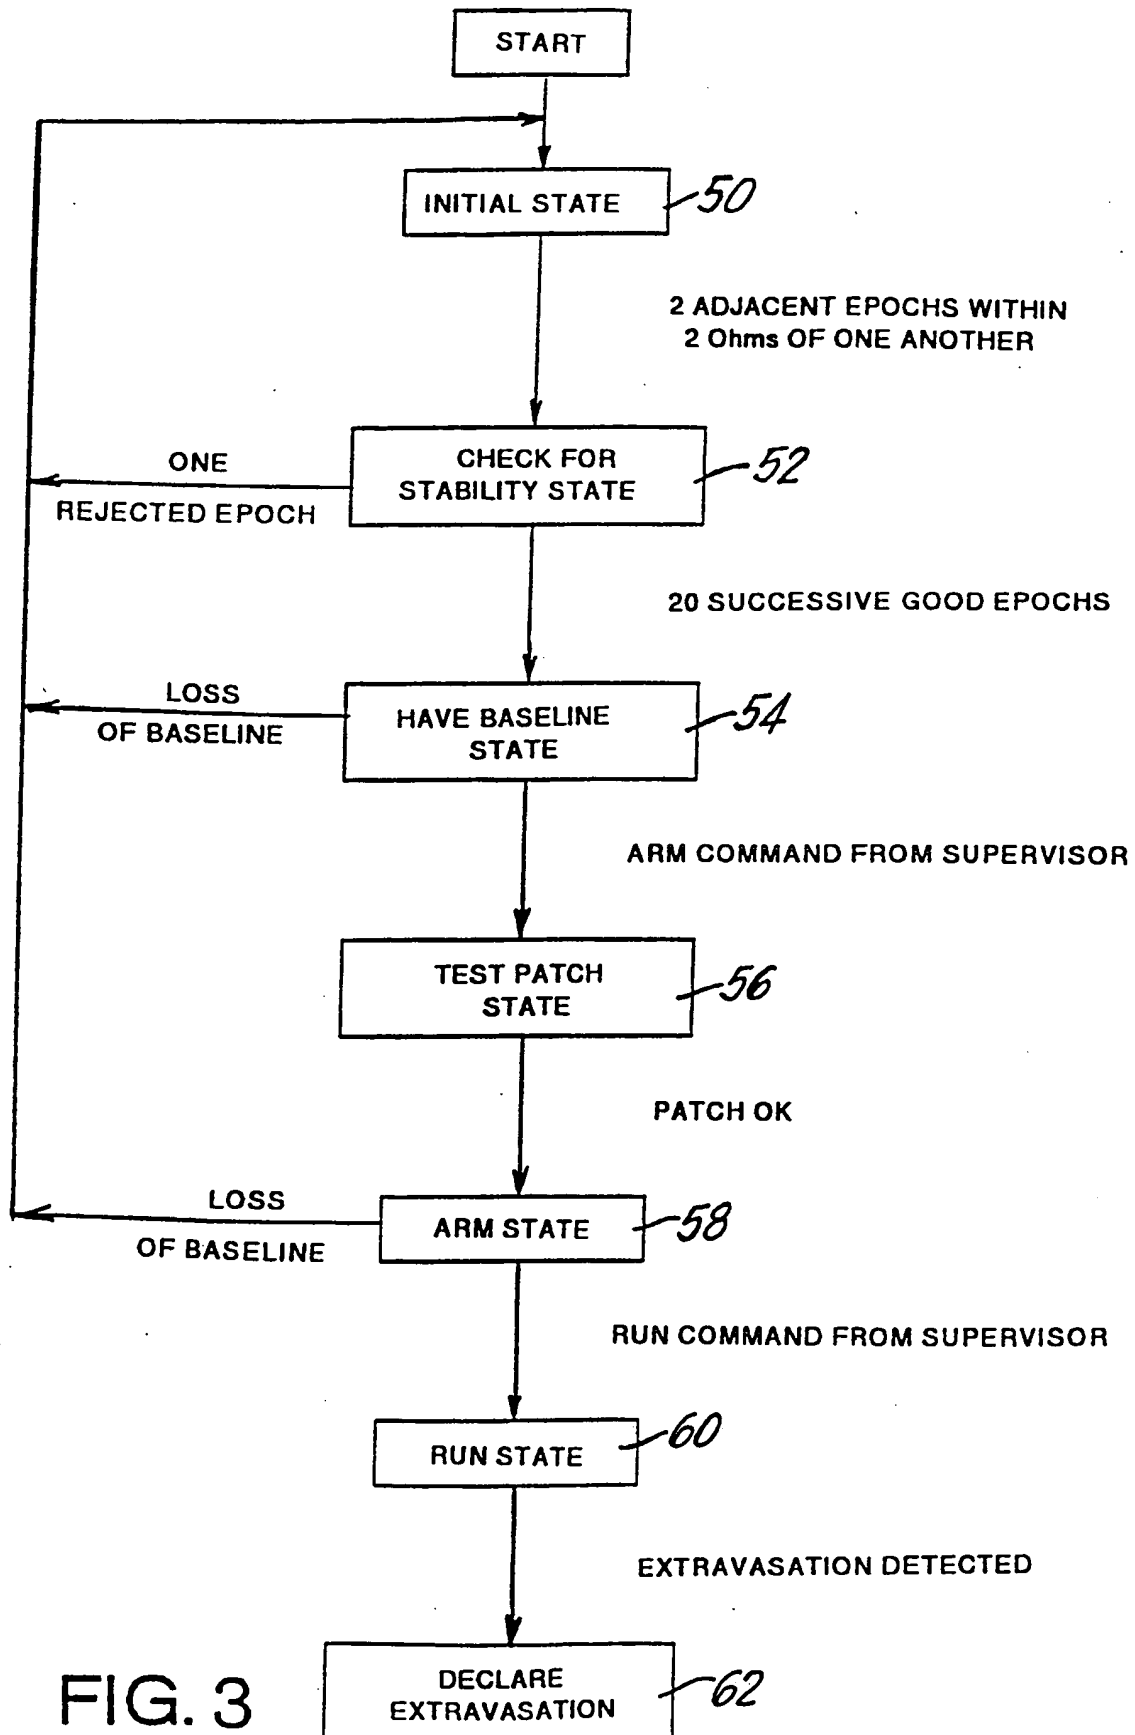 START
INITIAL STATE
50
2 ADJACENT EPOCHS WITHIN
2 Ohms OF ONE ANOTHER
CHECK FOR
STABILITY STATE
52
ONE
REJECTED EPOCH
20 SUCCESSIVE GOOD EPOCHS
HAVE BASELINE
STATE
54
LOSS
OF BASELINE
ARM COMMAND FROM SUPERVISOR
TEST PATCH
STATE
56
PATCH OK
ARM STATE
58
LOSS
OF BASELINE
RUN COMMAND FROM SUPERVISOR
RUN STATE
60
EXTRAVASATION DETECTED
DECLARE
EXTRAVASATION
62
FIG. 3